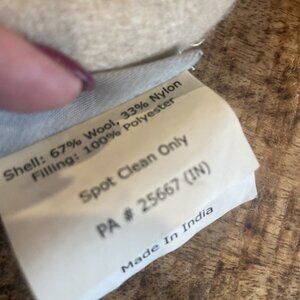 Shell: 67% Wool, 33% Nylon
Filling: 100% Polyester
Spot Clean Only
PA # 25667 (IN)
Made In India